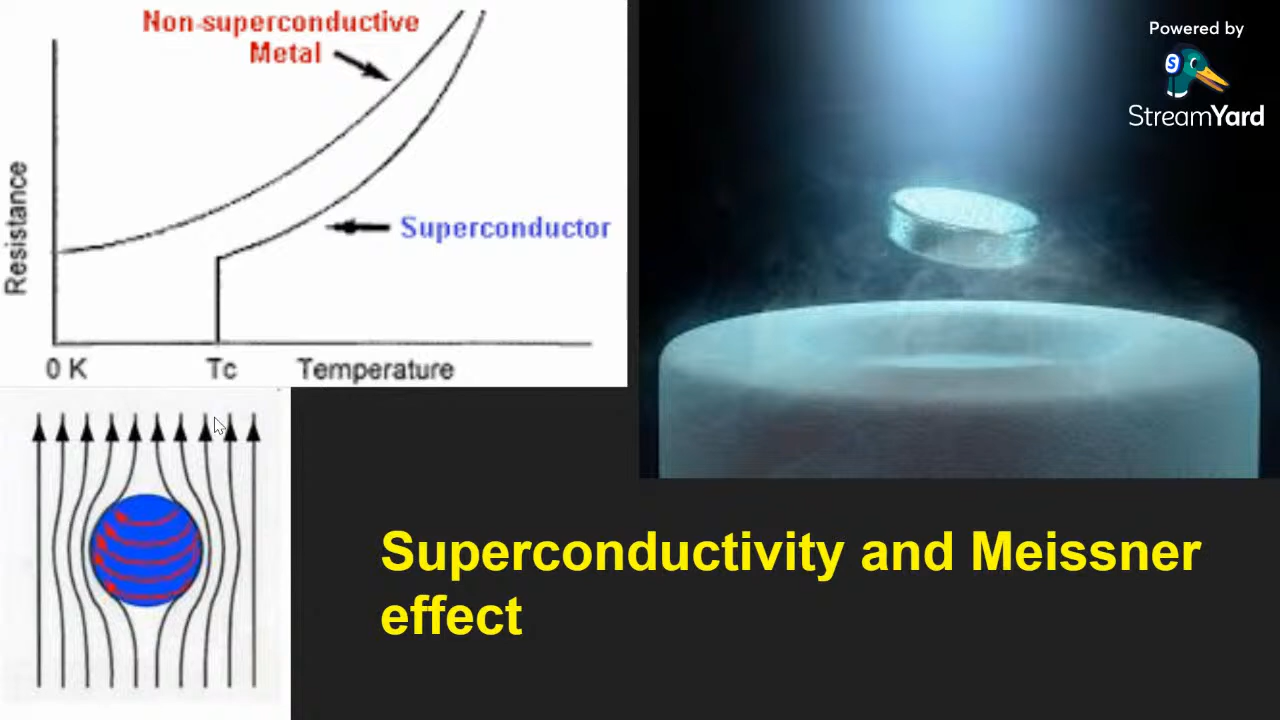 Non-superconductive
Metal
Superconductor
Resistance
0 K
Tc
Temperature
Powered by
S
StreamYard
Superconductivity and Meissner
effect